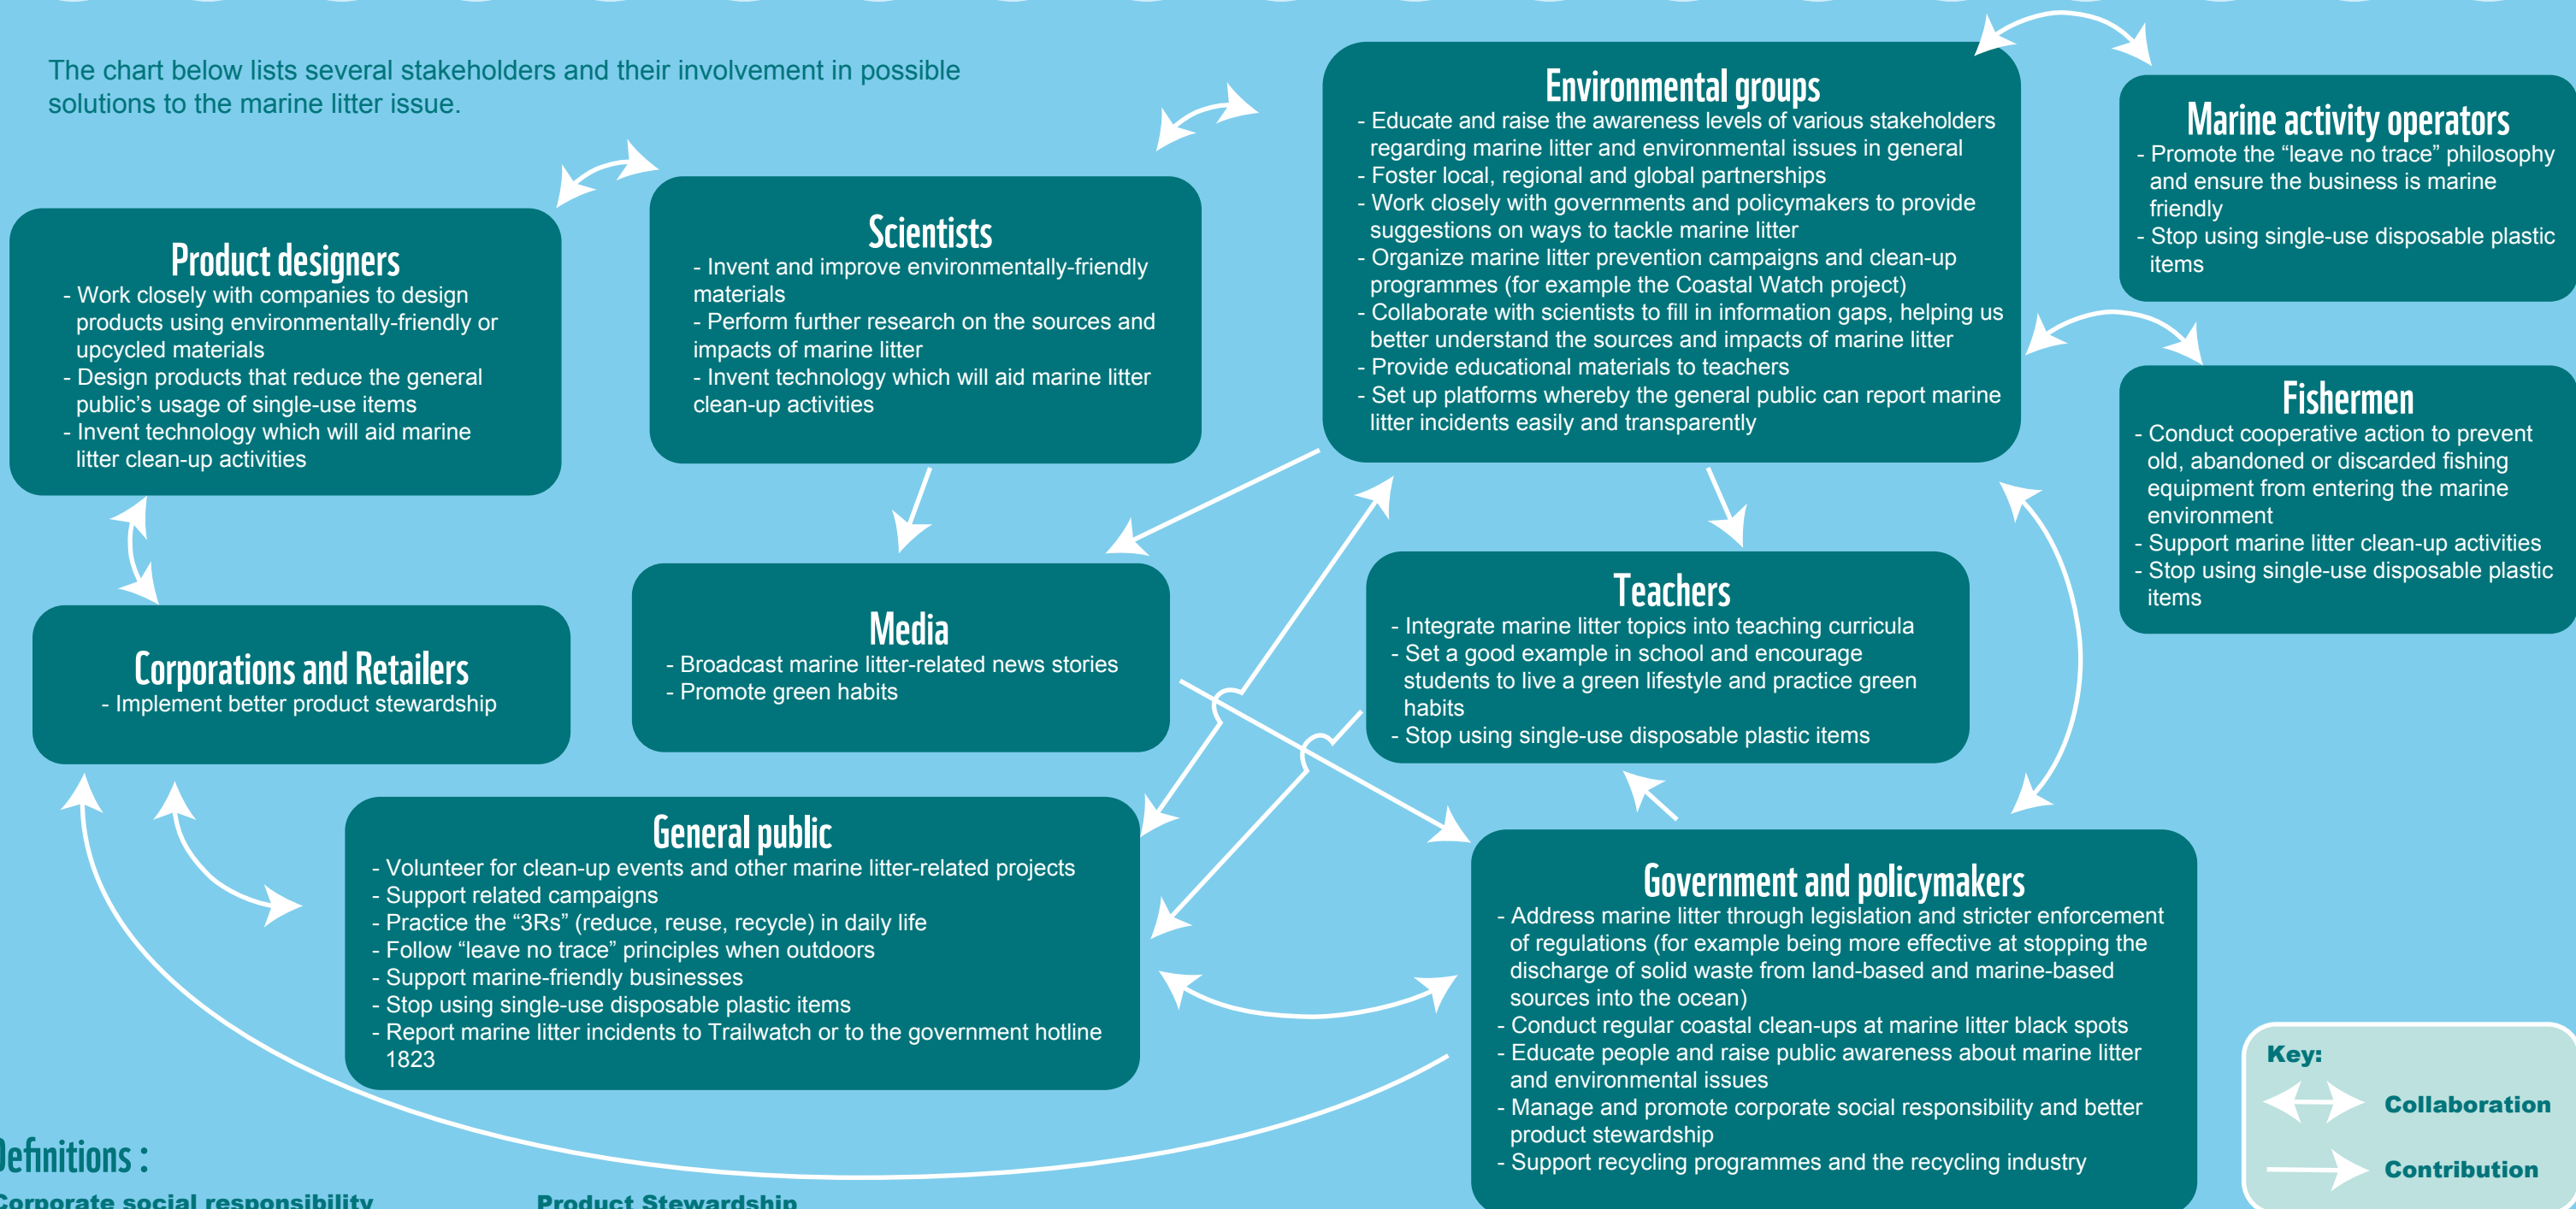 The chart below lists several stakeholders and their involvement in possible
solutions to the marine litter issue.
Product designers
- Work closely with companies to design
products using environmentally-friendly or
upcycled materials
- Design products that reduce the general
public's usage of single-use items
- Invent technology which will aid marine
litter clean-up activities
Scientists
- Invent and improve environmentally-friendly
materials
- Perform further research on the sources and
impacts of marine litter
- Invent technology which will aid marine litter
clean-up activities
Environmental groups
- Educate and raise the awareness levels of various stakeholders
regarding marine litter and environmental issues in general
- Foster local, regional and global partnerships
- Work closely with governments and policymakers to provide
suggestions on ways to tackle marine litter
- Organize marine litter prevention campaigns and clean-up
programmes (for example the Coastal Watch project)
- Collaborate with scientists to fill in information gaps, helping us
better understand the sources and impacts of marine litter
- Provide educational materials to teachers
- Set up platforms whereby the general public can report marine
litter incidents easily and transparently
Marine activity operators
- Promote the “leave no trace” philosophy
and ensure the business is marine
friendly
- Stop using single-use disposable plastic
items
Fishermen
- Conduct cooperative action to prevent
old, abandoned or discarded fishing
equipment from entering the marine
environment
- Support marine litter clean-up activities
- Stop using single-use disposable plastic
items
Corporations and Retailers
- Implement better product stewardship
Media
- Broadcast marine litter-related news stories
- Promote green habits
Teachers
- Integrate marine litter topics into teaching curricula
- Set a good example in school and encourage
students to live a green lifestyle and practice green
habits
- Stop using single-use disposable plastic items
General public
- Volunteer for clean-up events and other marine litter-related projects
- Support related campaigns
- Practice the “3Rs” (reduce, reuse, recycle) in daily life
- Follow “leave no trace” principles when outdoors
- Support marine-friendly businesses
- Stop using single-use disposable plastic items
- Report marine litter incidents to Trailwatch or to the government hotline
1823
Government and policymakers
- Address marine litter through legislation and stricter enforcement
of regulations (for example being more effective at stopping the
discharge of solid waste from land-based and marine-based
sources into the ocean)
- Conduct regular coastal clean-ups at marine litter black spots
- Educate people and raise public awareness about marine litter
and environmental issues
- Manage and promote corporate social responsibility and better
product stewardship
- Support recycling programmes and the recycling industry
Key:
Collaboration
Contribution
Definitions :
Corporate social responsibility
Product Stewardship